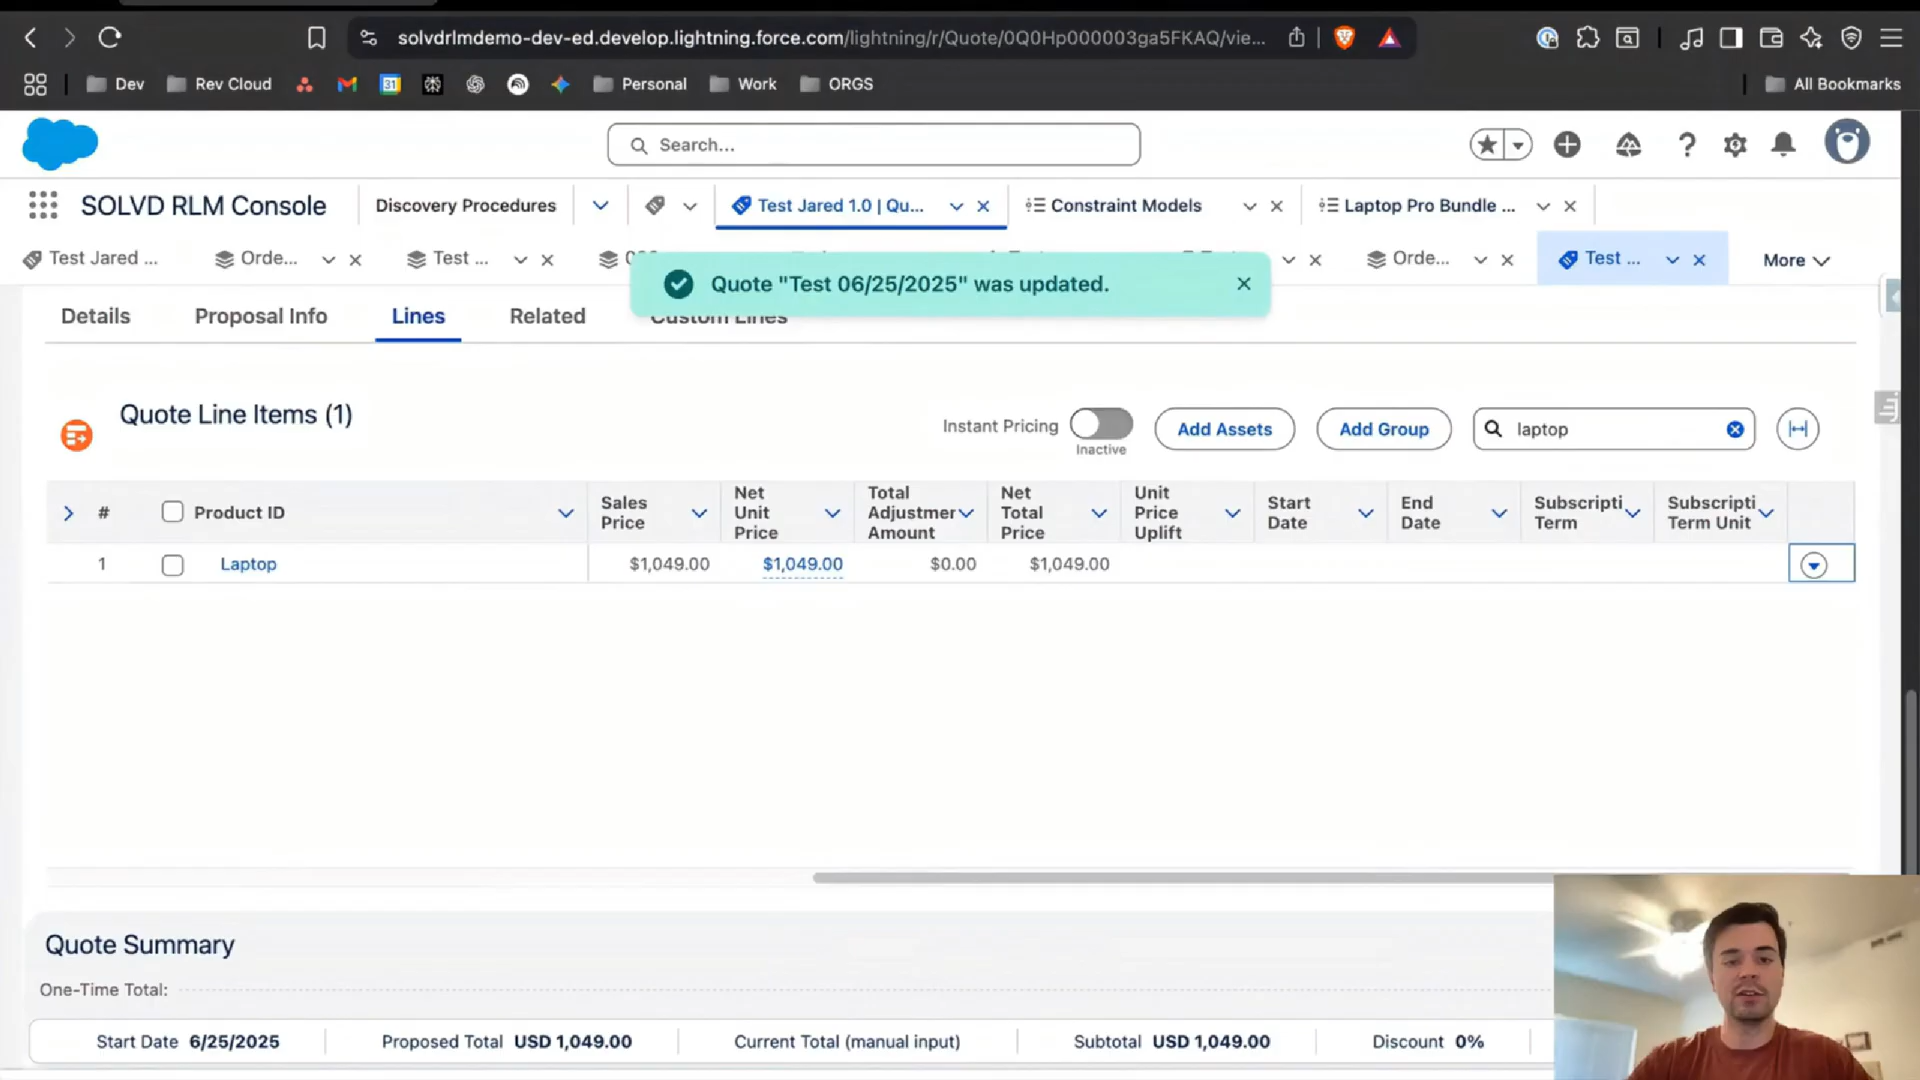 solvdrlmdemo-dev-ed.develop.lightning.force.com/lightning/r/Quote/0Q0Hp000003ga5FKAQ/vie...
Dev
Rev Cloud
31
Personal
Work
ORGS
All Bookmarks
Search...
SOLVD RLM Console
Discovery Procedures
Test Jared 1.0 | Qu...
Constraint Models
Laptop Pro Bundle ...
Test Jared ...
Orde...
Test ...
Orde...
Test ...
More
Quote "Test 06/25/2025" was updated.
Details
Proposal Info
Lines
Related
Custom Lines
Quote Line Items (1)
Instant Pricing
Inactive
Add Assets
Add Group
laptop
#
Product ID
Sales Price
Net Unit Price
Total Adjustmer Amount
Net Total Price
Unit Price Uplift
Start Date
End Date
Subscripti Term
Subscripti Term Unit
1
Laptop
$1,049.00
$1,049.00
$0.00
$1,049.00
Quote Summary
One-Time Total:
Start Date 6/25/2025
Proposed Total USD 1,049.00
Current Total (manual input)
Subtotal USD 1,049.00
Discount 0%